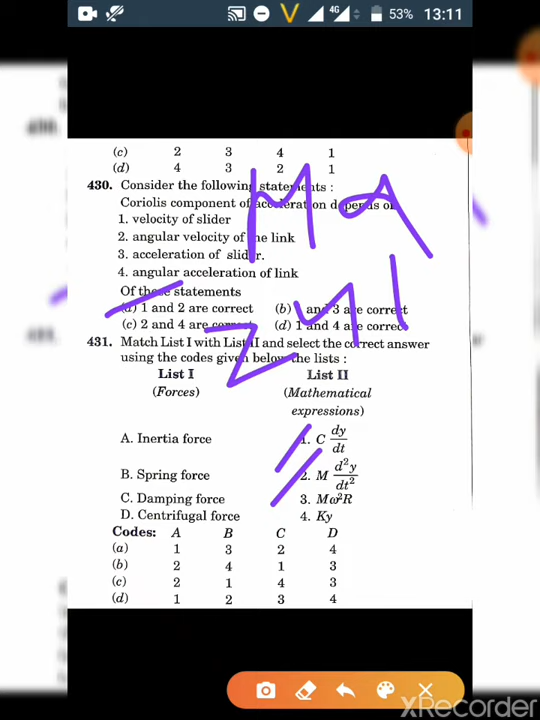 4G 53% 13:11
(c) 2 3 4 1
(d) 4 3 2 1
430. Consider the following statements :
Coriolis component of acceleration depends on
1. velocity of slider
2. angular velocity of the link
3. acceleration of slider.
4. angular acceleration of link
Of these statements
(a) 1 and 2 are correct (b) 1 and 3 are correct
(c) 2 and 4 are correct (d) 1 and 4 are correct
431. Match List I with List II and select the correct answer
using the codes given below the lists :
List I List II
(Forces) (Mathematical
expressions)
A. Inertia force 1. C dy/dt
B. Spring force 2. M d²y/dt²
C. Damping force 3. Mω²R
D. Centrifugal force 4. Ky
Codes: A B C D
(a) 1 3 2 4
(b) 2 4 1 3
(c) 2 1 4 3
(d) 1 2 3 4
Ma
XRecorder